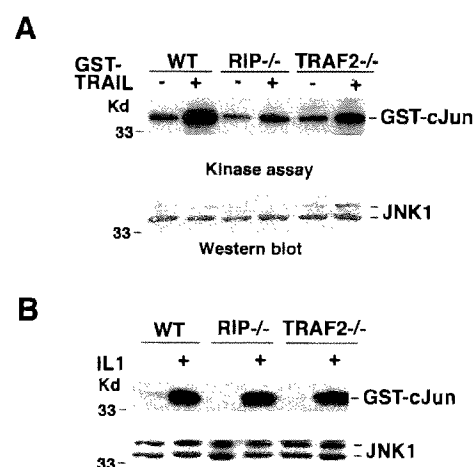 A
GST-TRAIL WT RIP-/- TRAF2-/-
- + - + - +
Kd
33- -GST-cJun
Kinase assay
JNK1
33-
Western blot
B
WT RIP-/- TRAF2-/-
IL1 + + +
Kd
33- -GST-cJun
JNK1
33-